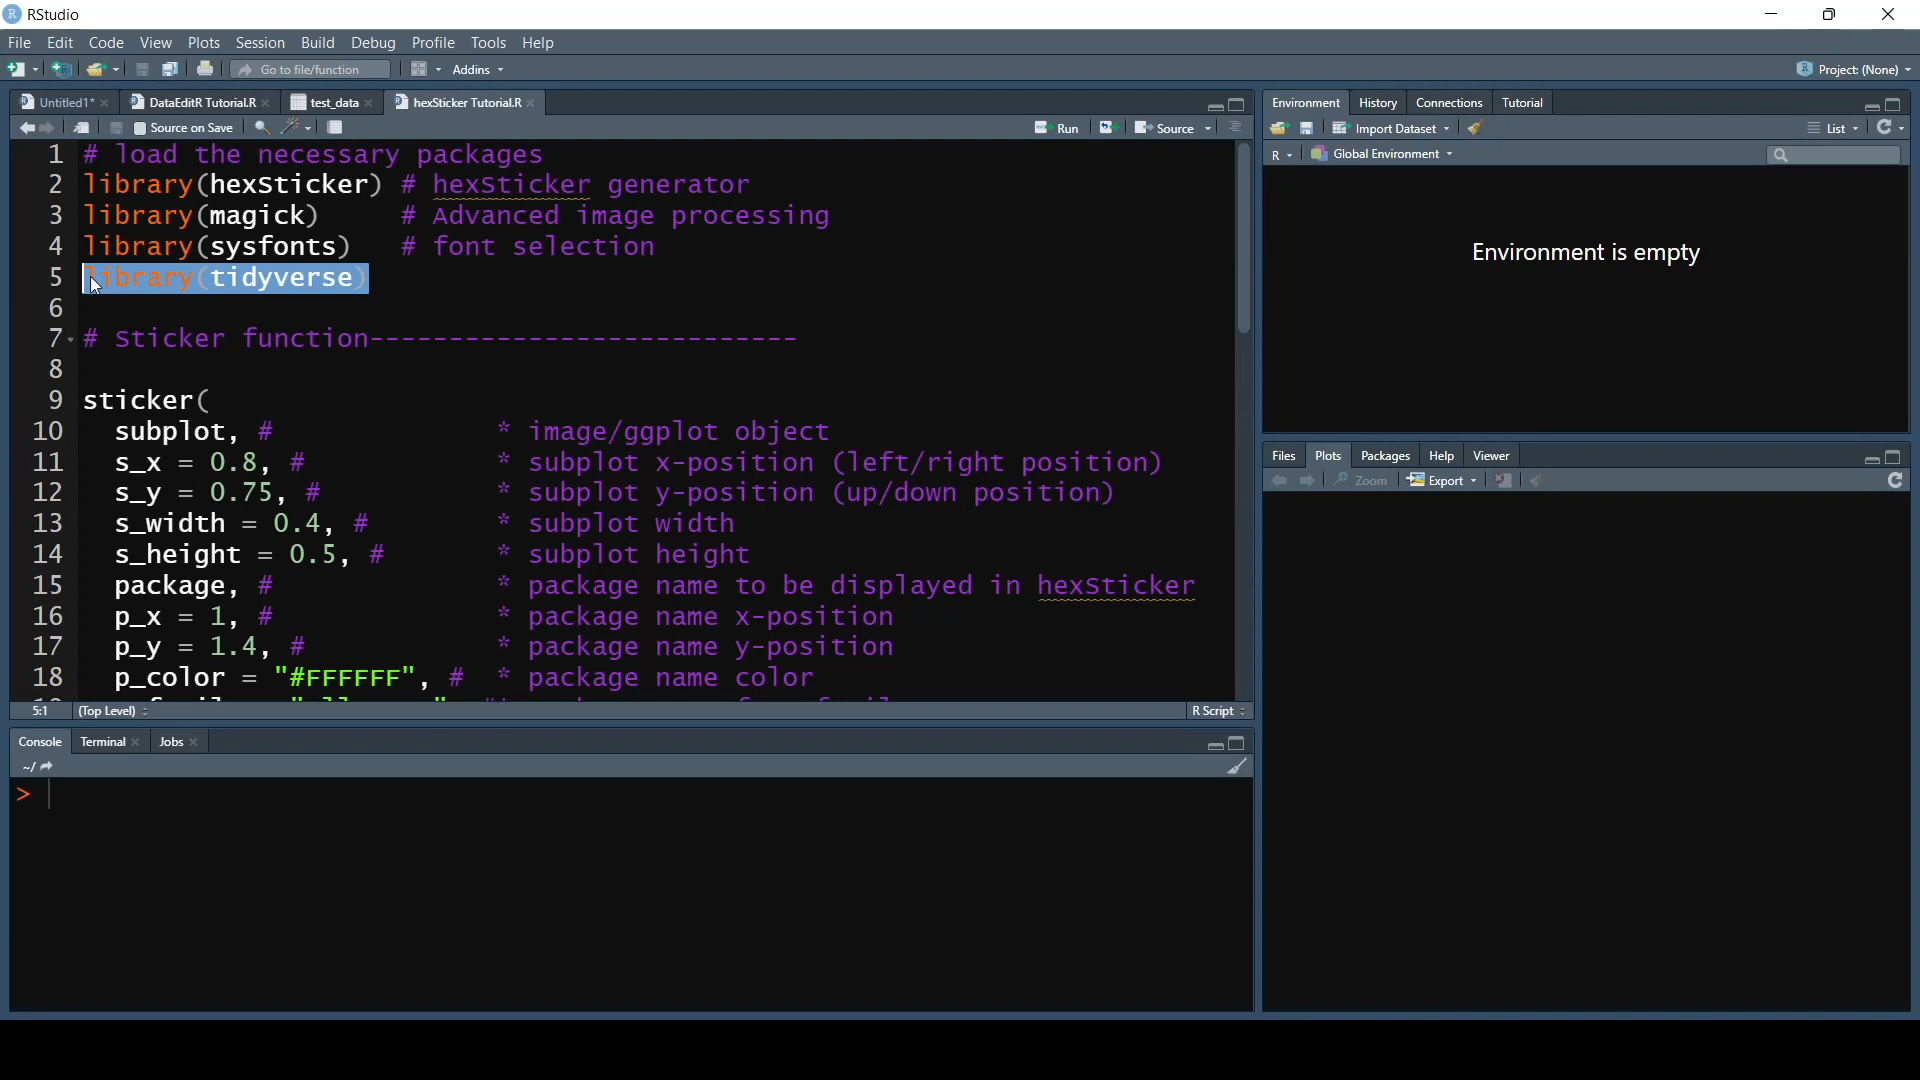 RStudio
File Edit Code View Plots Session Build Debug Profile Tools Help
Go to file/function Addins Project: (None)
Untitled1* DataEditR Tutorial.R test_data hexSticker Tutorial.R
Source on Save Run Source
1 # load the necessary packages
2 library(hexSticker) # hexSticker generator
3 library(magick) # Advanced image processing
4 library(sysfonts) # font selection
5 library(tidyverse)
6
7 # Sticker function---------------------------
8
9 sticker(
10 subplot, # * image/ggplot object
11 s_x = 0.8, # * subplot x-position (left/right position)
12 s_y = 0.75, # * subplot y-position (up/down position)
13 s_width = 0.4, # * subplot width
14 s_height = 0.5, # * subplot height
15 package, # * package name to be displayed in hexSticker
16 p_x = 1, # * package name x-position
17 p_y = 1.4, # * package name y-position
18 p_color = "#FFFFFF", # * package name color
5:1 (Top Level) R Script
Console Terminal Jobs
~/
>
Environment History Connections Tutorial
Import Dataset List
R Global Environment
Environment is empty
Files Plots Packages Help Viewer
Zoom Export